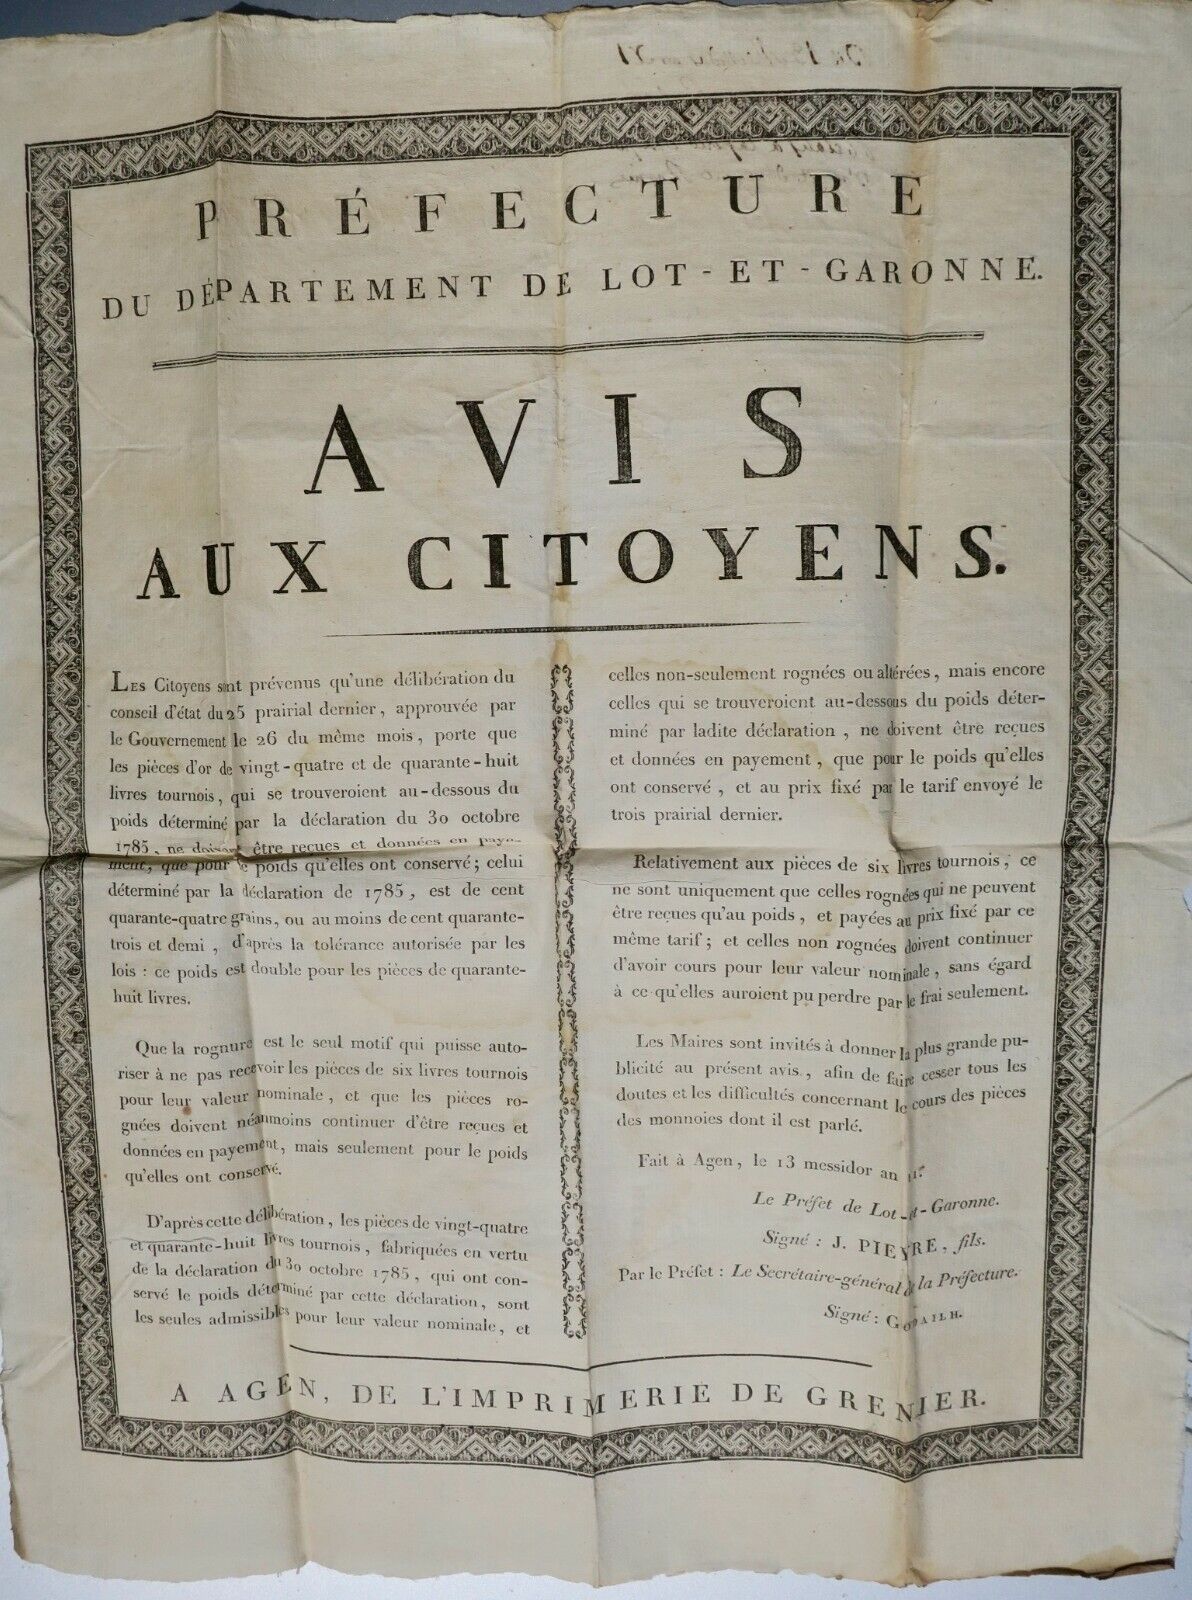 PRÉFECTURE
DU DÉPARTEMENT DE LOT-ET-GARONNE.
AVIS
AUX CITOYENS.
LES Citoyens sont prévenus qu'une délibération du
conseil d'état du 25 prairial dernier, approuvée par
le Gouvernement le 26 du même mois, porte que
les pièces d'or de vingt-quatre et de quarante-huit
livres tournois, qui se trouveroient au-dessous du
poids déterminé par la déclaration du 30 octobre
1785, ne doivent être reçues et données en paye-
ment, que pour le poids qu'elles ont conservé; celui
déterminé par la déclaration de 1785, est de cent
quarante-quatre grains, ou au moins de cent quarante-
trois et demi, d'après la tolérance autorisée par les
lois : ce poids est double pour les pièces de quarante-
huit livres.
Que la rognure est le seul motif qui puisse auto-
riser à ne pas recevoir les pièces de six livres tournois
pour leur valeur nominale, et que les pièces ro-
gnées doivent néanmoins continuer d'être reçues et
données en payement, mais seulement pour le poids
qu'elles ont conservé.
D'après cette délibération, les pièces de vingt-quatre
et quarante-huit livres tournois, fabriquées en vertu
de la déclaration du 30 octobre 1785, qui ont con-
servé le poids déterminé par cette déclaration, sont
les seules admissibles pour leur valeur nominale, et
celles non-seulement rognées ou altérées, mais encore
celles qui se trouveroient au-dessous du poids déter-
miné par ladite déclaration, ne doivent être reçues
et données en payement, que pour le poids qu'elles
ont conservé, et au prix fixé par le tarif envoyé le
trois prairial dernier.
Relativement aux pièces de six livres tournois, ce
ne sont uniquement que celles rognées qui ne peuvent
être reçues qu'au poids, et payées au prix fixé par ce
même tarif; et celles non rognées doivent continuer
d'avoir cours pour leur valeur nominale, sans égard
à ce qu'elles auroient pu perdre par le frai seulement.
Les Maires sont invités à donner la plus grande pu-
blicité au présent avis, afin de faire cesser tous les
doutes et les difficultés concernant le cours des pièces
des monnoies dont il est parlé.
Fait à Agen, le 13 messidor an 11.e
Le Préfet de Lot-et-Garonne.
Signé : J. PIEYRE, fils.
Par le Préfet : Le Secrétaire-général de la Préfecture.
Signé : GODAILH.
A AGEN, DE L'IMPRIMERIE DE GRENIER.